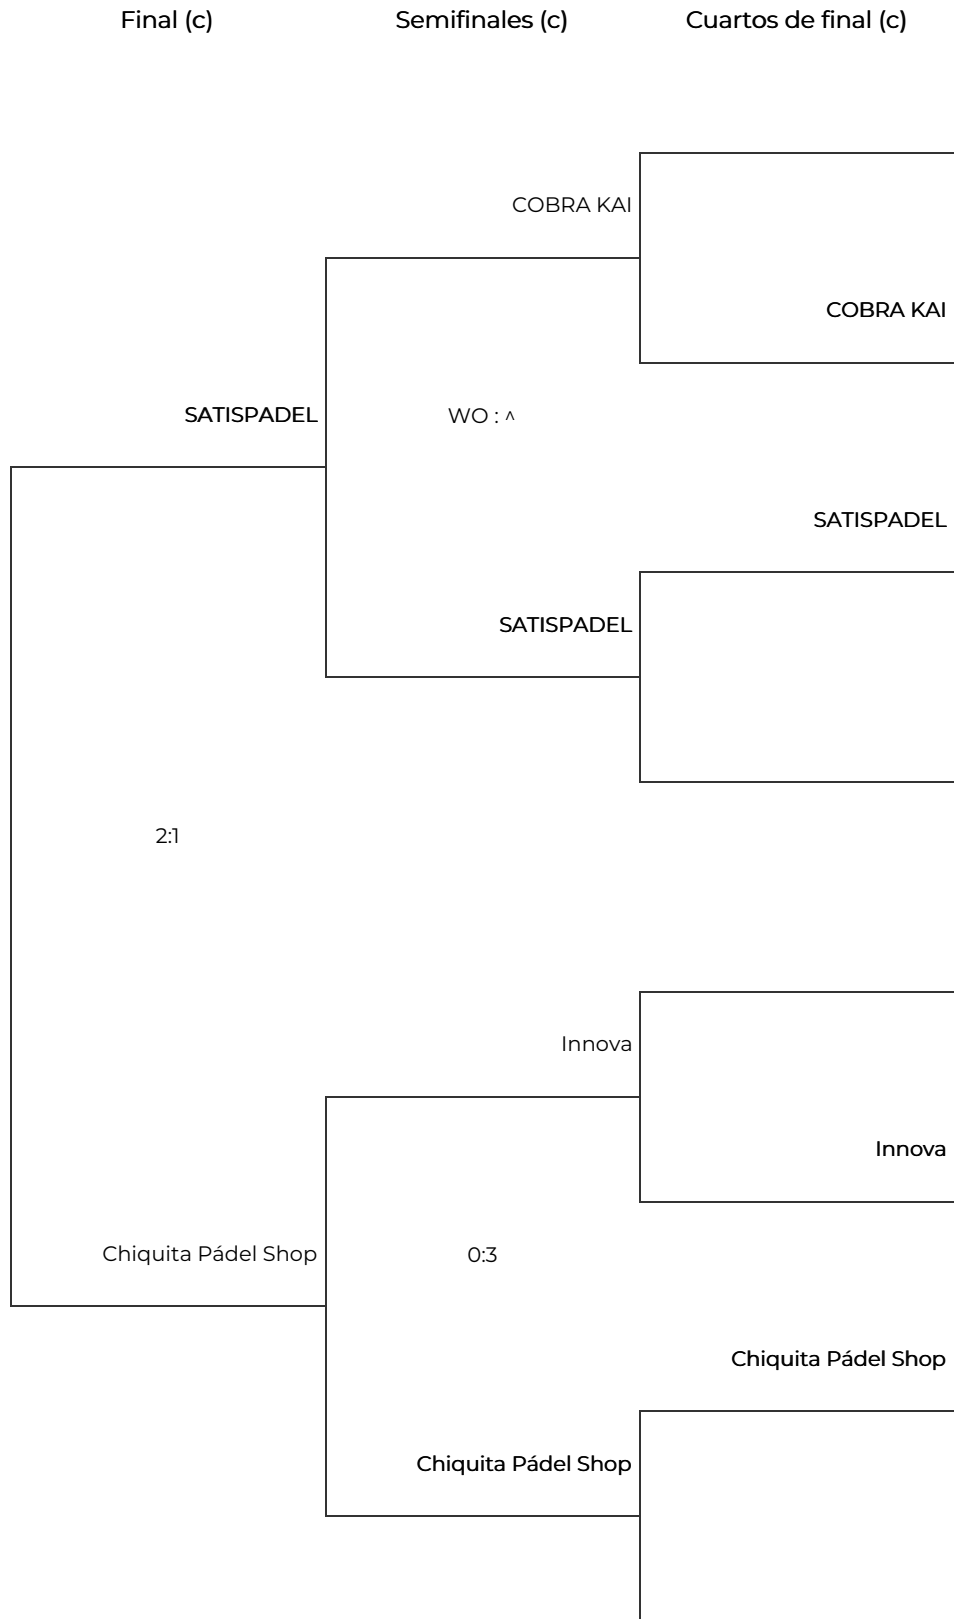 Final (c) Semifinales (c) Cuartos de final (c)
COBRA KAI
COBRA KAI
SATISPADEL WO : ^
SATISPADEL
SATISPADEL
2:1
Innova
Innova
Chiquita Pádel Shop 0:3
Chiquita Pádel Shop
Chiquita Pádel Shop